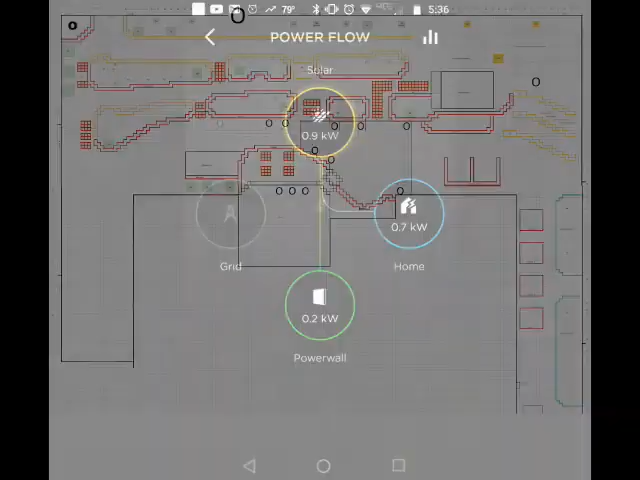 79° 5:36
POWER FLOW
Solar
0.9 kW
0.7 kW
Grid
Home
0.2 kW
Powerwall